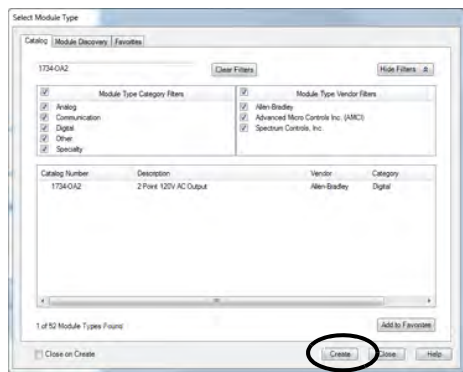 Select Module Type
Catalog Module Discovery Favorites
1734-OA2 Clear Filters Hide Filters
Module Type Category Filters Module Type Vendor Filters
Analog Allen-Bradley
Communication Advanced Micro Controls Inc. (AMCI)
Digital Spectrum Controls, Inc.
Other
Specialty
Catalog Number Description Vendor Category
1734-OA2 2 Point 120V AC Output Allen-Bradley Digital
1 of 52 Module Types Found Add to Favorites
Close on Create Create Close Help